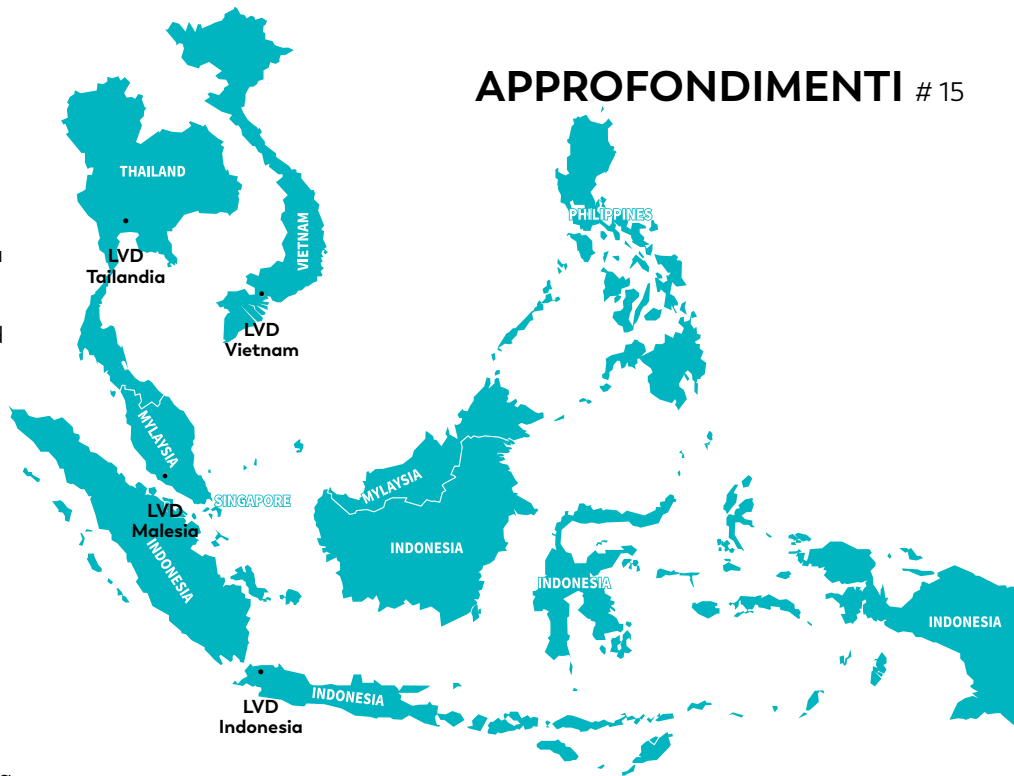 APPROFONDIMENTI # 15
THAILAND
VIETNAM
PHILIPPINES
LVD
Tailandia
LVD
Vietnam
MYLAYSIA
MYLAYSIA
SINGAPORE
LVD
Malesia
INDONESIA
INDONESIA
INDONESIA
INDONESIA
INDONESIA
LVD
Indonesia